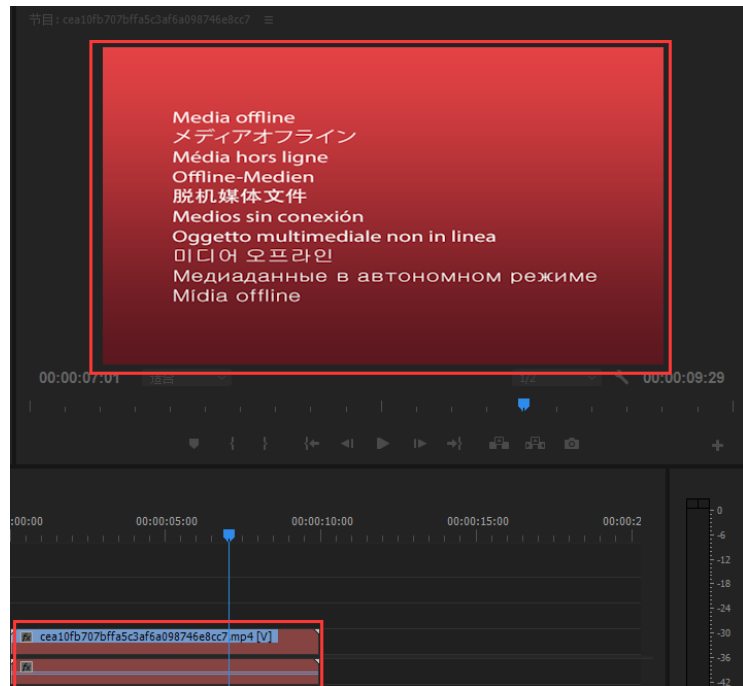 节目: cea10fb707bffa5c3af6a098746e8cc7 ≡
Media offline
メディアオフライン
Média hors ligne
Offline-Medien
脱机媒体文件
Medios sin conexión
Oggetto multimediale non in linea
미디어 오프라인
Медиаданные в автономном режиме
Mídia offline
00:00:07:01 适合 1/2 00:00:09:29
:00:00 00:00:05:00 00:00:10:00 00:00:15:00 00:00:2
0
-6
-12
-18
-24
-30
-36
-42
fx cea10fb707bffa5c3af6a098746e8cc7.mp4 [V]
fx